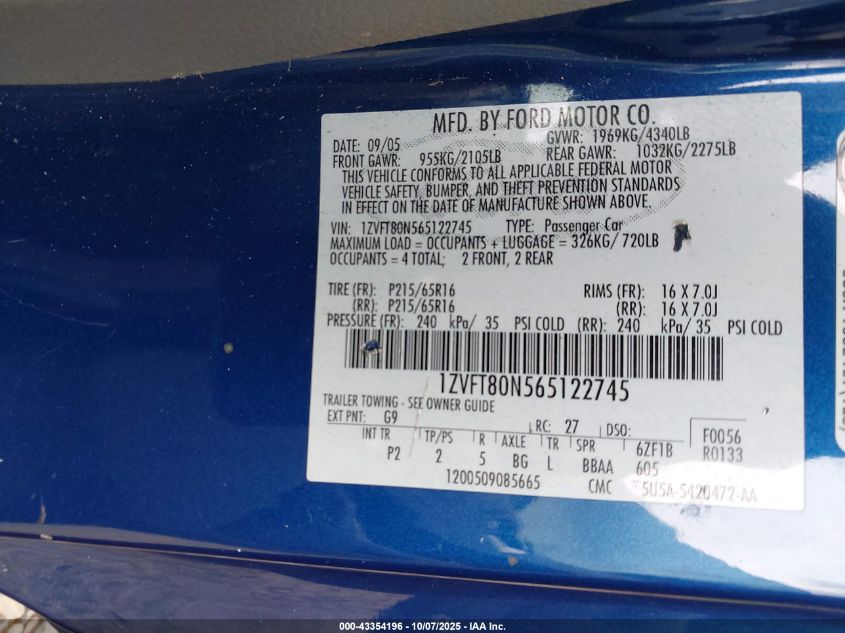 MFD. BY FORD MOTOR CO.
DATE: 09/05 GVWR: 1969KG/4340LB
FRONT GAWR: 955KG/2105LB REAR GAWR: 1032KG/2275LB
THIS VEHICLE CONFORMS TO ALL APPLICABLE FEDERAL MOTOR
VEHICLE SAFETY, BUMPER, AND THEFT PREVENTION STANDARDS
IN EFFECT ON THE DATE OF MANUFACTURE SHOWN ABOVE.
VIN: 1ZVFT80N565122745 TYPE: Passenger Car
MAXIMUM LOAD = OCCUPANTS + LUGGAGE = 326KG/ 720LB
OCCUPANTS = 4 TOTAL; 2 FRONT, 2 REAR
TIRE (FR): P215/65R16 RIMS (FR): 16 X 7.0J
(RR): P215/65R16 (RR): 16 X 7.0J
PRESSURE (FR): 240 kPa/ 35 PSI COLD (RR): 240 kPa/ 35 PSI COLD
1ZVFT80N565122745
TRAILER TOWING - SEE OWNER GUIDE
EXT PNT: G9 RC: 27 DSO: F0056
INT TR TP/PS R AXLE TR SPR 6ZF1B R0133
P2 2 5 BG L BBAA 605
1200509085665 CMC 5U5A-5420472-AA
000-43354196 - 10/07/2025 - IAA Inc.